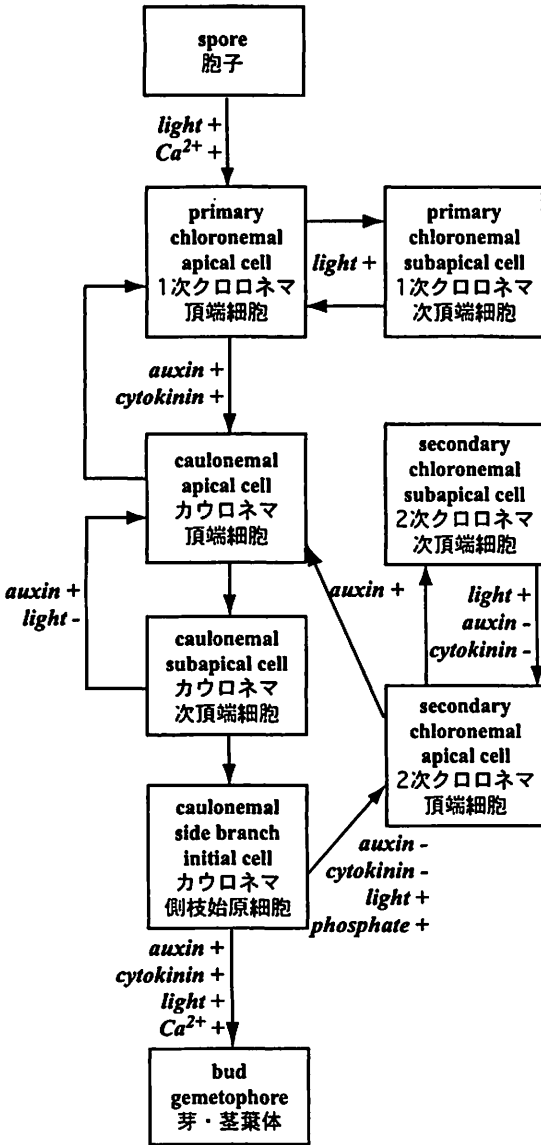 spore
胞子
light +
Ca²⁺ +
primary
chloronemal
apical cell
1次クロロネマ
頂端細胞
light +
primary
chloronemal
subapical cell
1次クロロネマ
次頂端細胞
auxin +
cytokinin +
caulonemal
apical cell
カウロネマ
頂端細胞
secondary
chloronemal
subapical cell
2次クロロネマ
次頂端細胞
auxin +
light -
auxin +
light +
auxin -
cytokinin -
caulonemal
subapical cell
カウロネマ
次頂端細胞
secondary
chloronemal
apical cell
2次クロロネマ
頂端細胞
caulonemal
side branch
initial cell
カウロネマ
側枝始原細胞
auxin -
cytokinin -
light +
phosphate +
auxin +
cytokinin +
light +
Ca²⁺ +
bud
gemetophore
芽・茎葉体